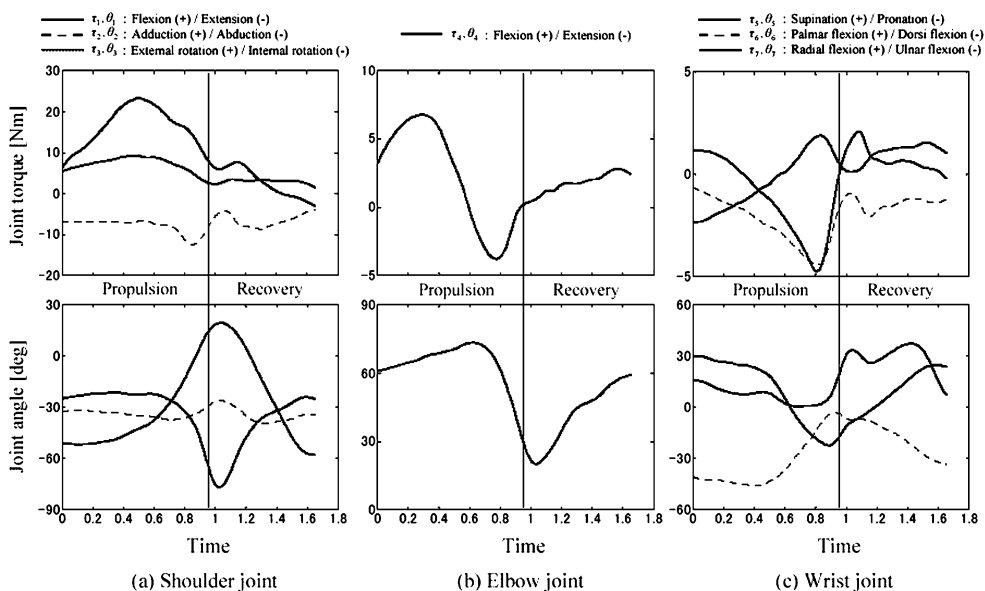 τ₁.θ₁ : Flexion (+) / Extension (-)
τ₂.θ₂ : Adduction (+) / Abduction (-)
τ₃.θ₃ : External rotation (+) / Internal rotation (-)
τ₄.θ₄ : Flexion (+) / Extension (-)
τ₅.θ₅ : Supination (+) / Pronation (-)
τ₆.θ₆ : Palmar flexion (+) / Dorsi flexion (-)
τ₇.θ₇ : Radial flexion (+) / Ulnar flexion (-)
Joint torque [Nm]
30
20
10
0
-10
-20
Propulsion
Recovery
10
5
0
-5
Propulsion
Recovery
5
0
-5
Propulsion
Recovery
Joint angle [deg]
30
0
-30
-60
-90
0 0.2 0.4 0.6 0.8 1 1.2 1.4 1.6 1.8
Time
90
60
30
0
0 0.2 0.4 0.6 0.8 1 1.2 1.4 1.6 1.8
Time
60
30
0
-30
-60
0 0.2 0.4 0.6 0.8 1 1.2 1.4 1.6 1.8
Time
(a) Shoulder joint
(b) Elbow joint
(c) Wrist joint